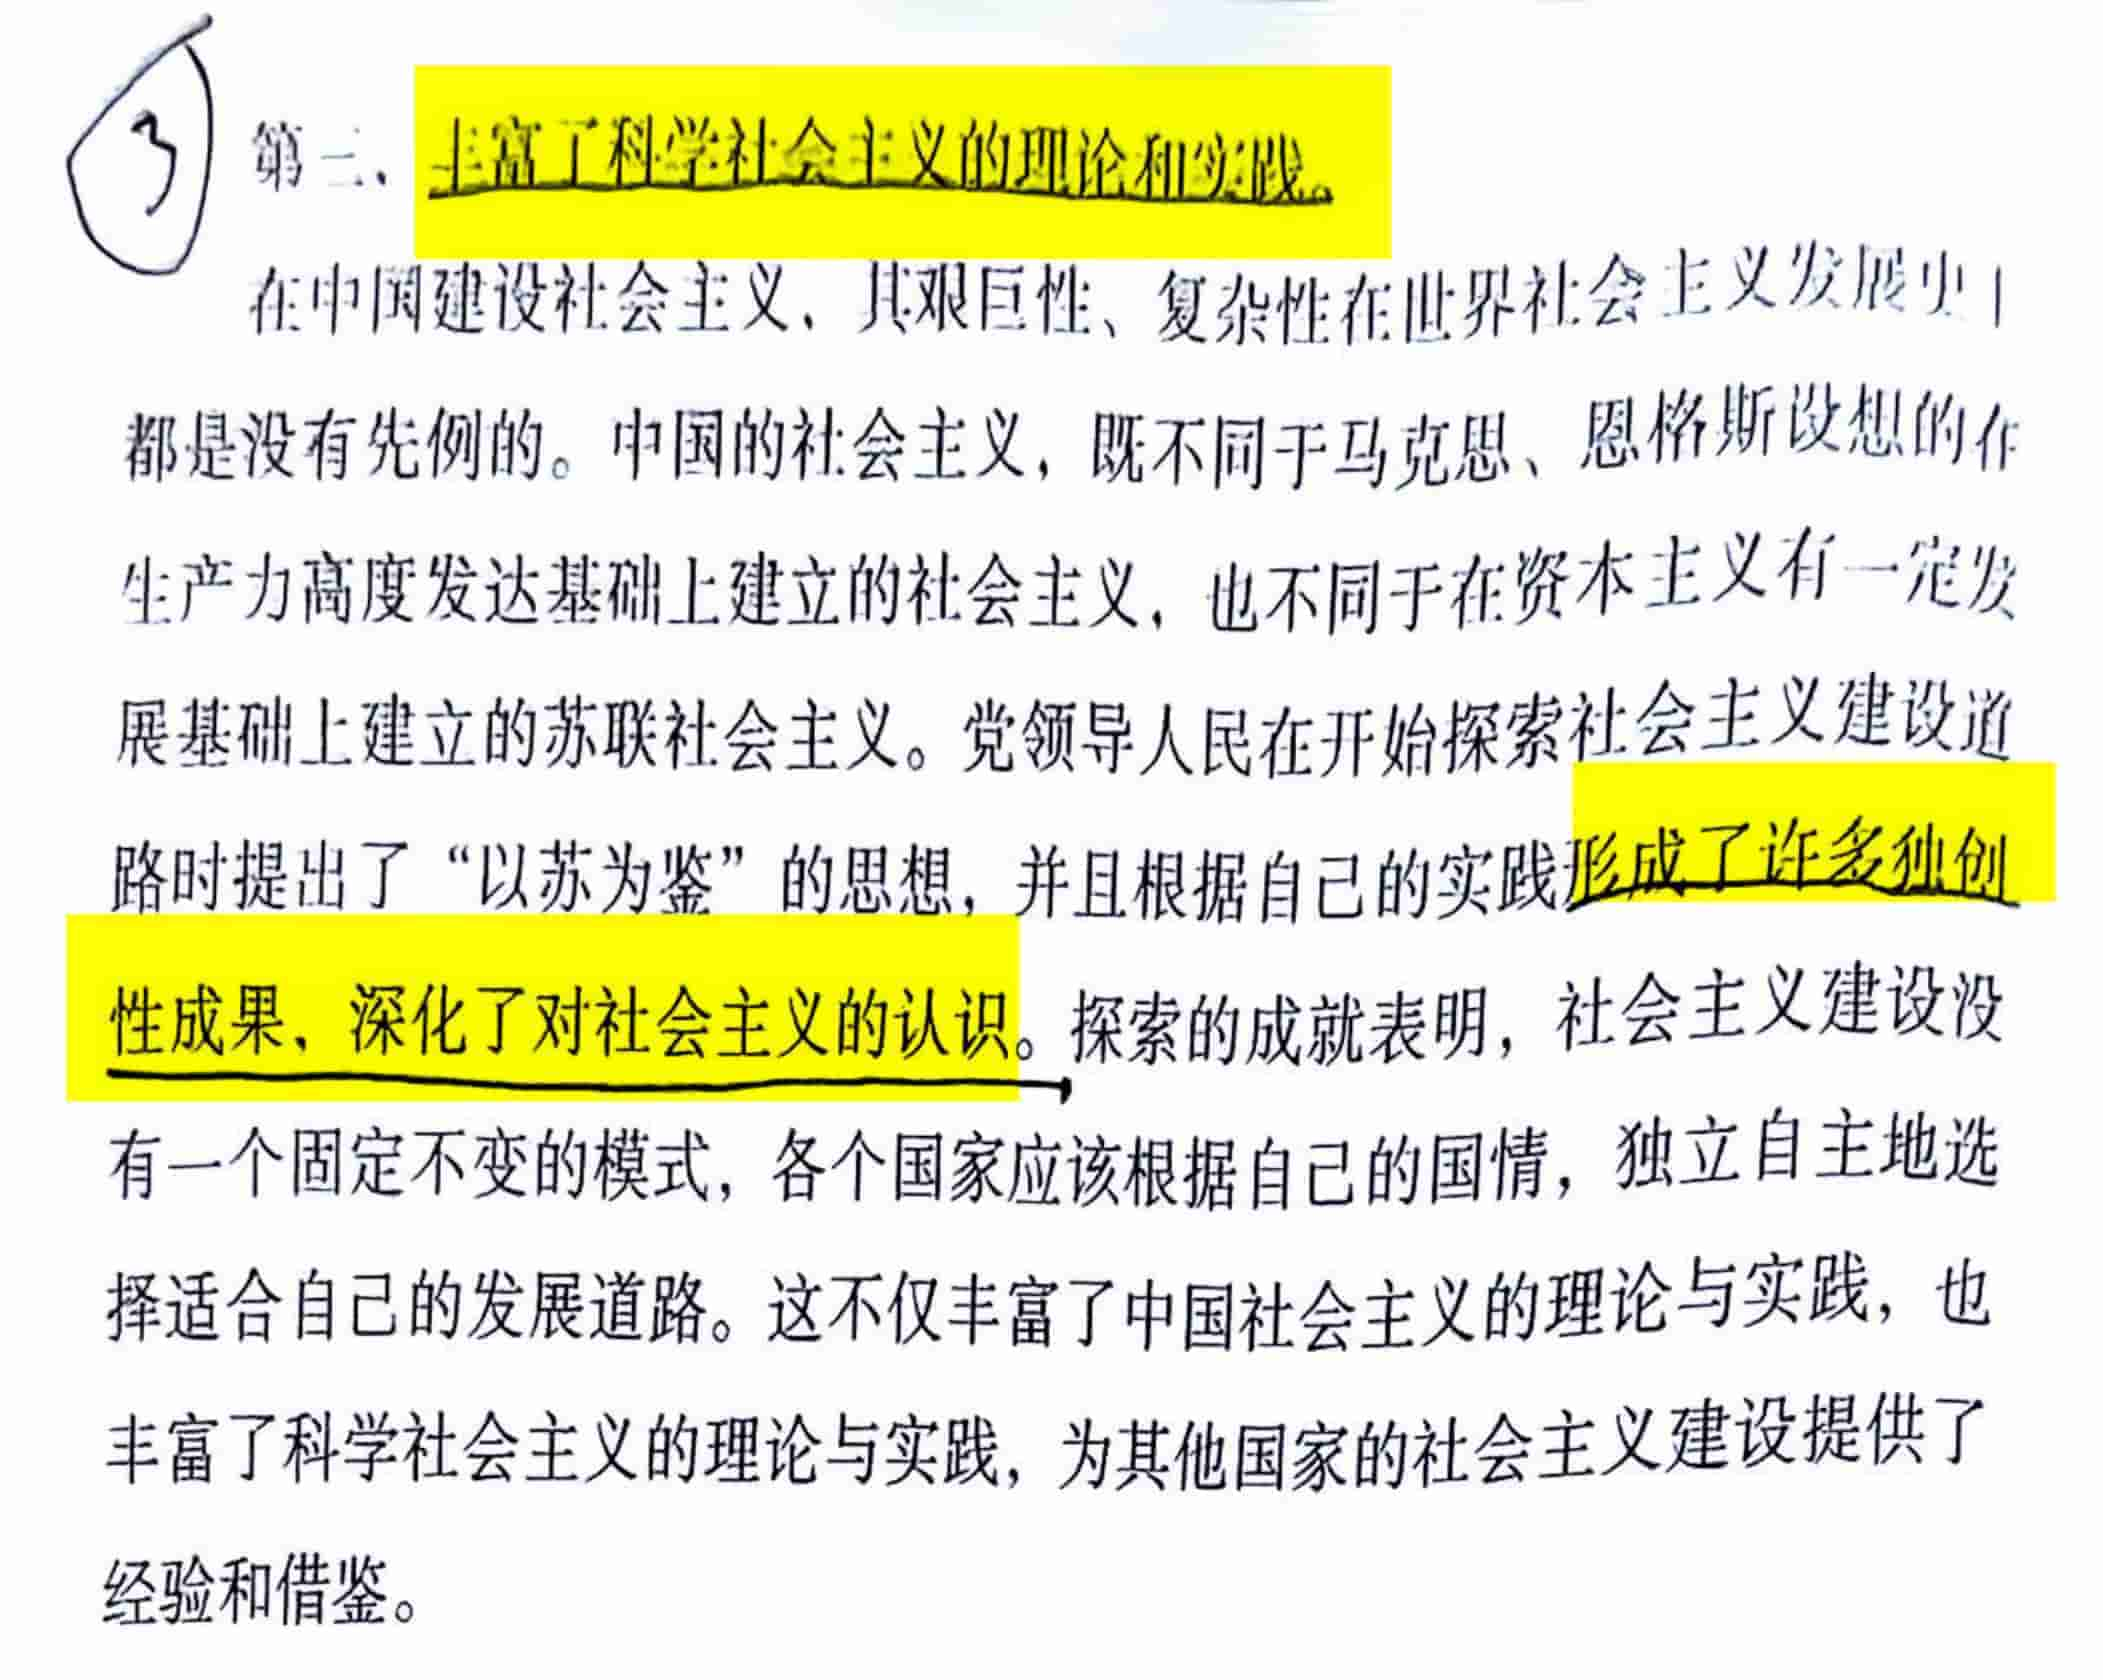 3
第三、丰富了科学社会主义的理论和实践。
在中国建设社会主义、其艰巨性、复杂性在世界社会主义发展史上
都是没有先例的。中国的社会主义，既不同于马克思、恩格斯设想的在
生产力高度发达基础上建立的社会主义，也不同于在资本主义有一定发
展基础上建立的苏联社会主义。党领导人民在开始探索社会主义建设道
路时提出了“以苏为鉴”的思想，并且根据自己的实践形成了许多独创
性成果，深化了对社会主义的认识。探索的成就表明，社会主义建设没
有一个固定不变的模式，各个国家应该根据自己的国情，独立自主地选
择适合自己的发展道路。这不仅丰富了中国社会主义的理论与实践，也
丰富了科学社会主义的理论与实践，为其他国家的社会主义建设提供了
经验和借鉴。